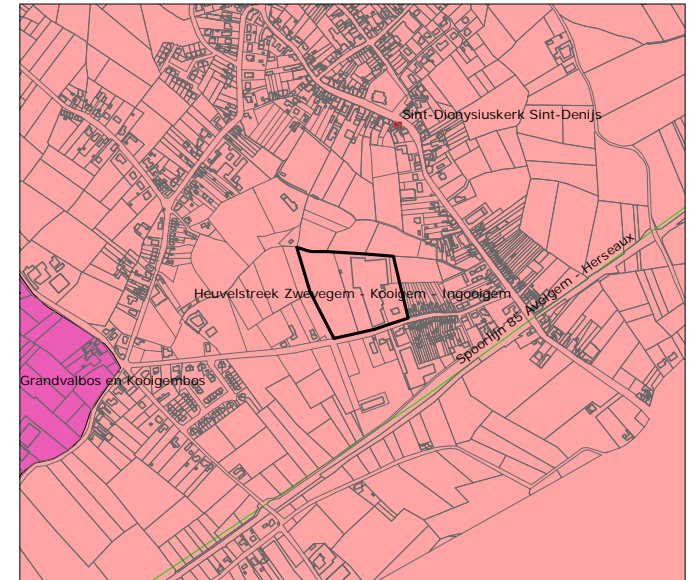 Sint-Dionysiuskerk Sint-Denijs
Heuvelstreek Zwevegem - Kooigem - Ingooigem
Spoorlijn 85 Avelgem - Herseaux
Grandvalbos en Kooigembos